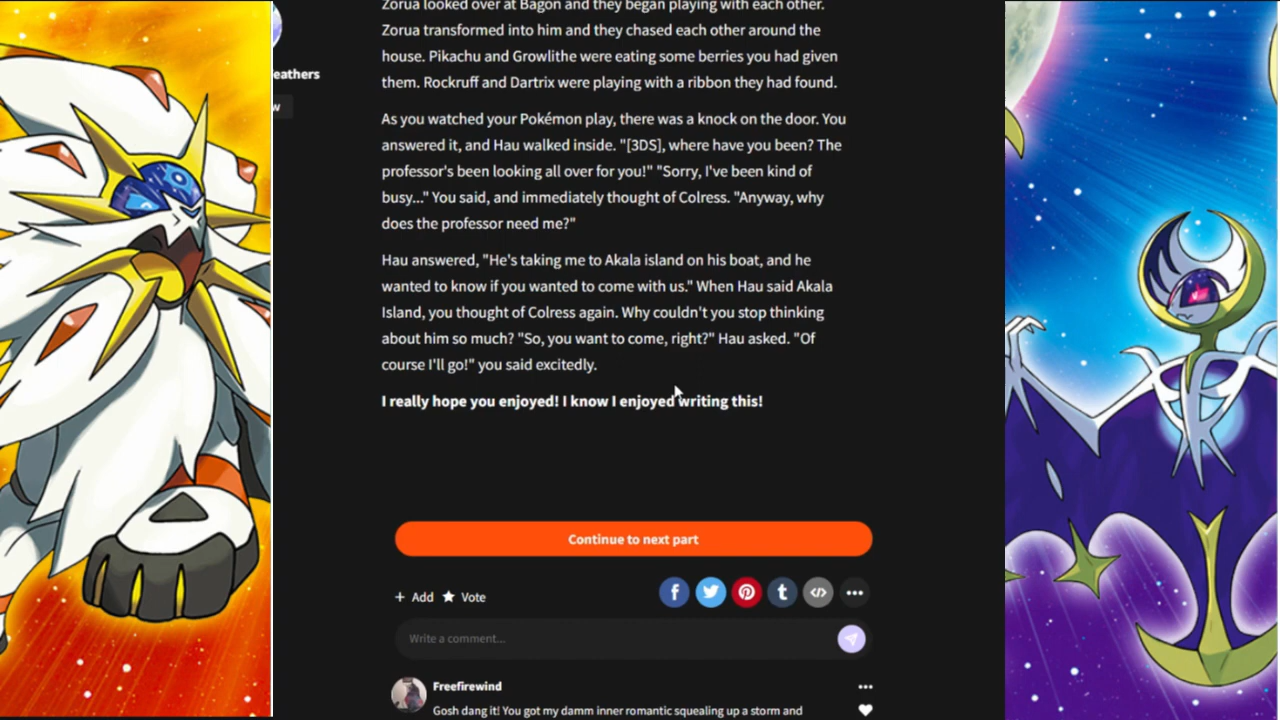 Zorua looked over at Bagon and they began playing with each other.
Zorua transformed into him and they chased each other around the
house. Pikachu and Growlithe were eating some berries you had given
them. Rockruff and Dartrix were playing with a ribbon they had found.
eathers
w
As you watched your Pokémon play, there was a knock on the door. You
answered it, and Hau walked inside. "[3DS], where have you been? The
professor's been looking all over for you!" "Sorry, I've been kind of
busy..." You said, and immediately thought of Colress. "Anyway, why
does the professor need me?"
Hau answered, "He's taking me to Akala island on his boat, and he
wanted to know if you wanted to come with us." When Hau said Akala
Island, you thought of Colress again. Why couldn't you stop thinking
about him so much? "So, you want to come, right?" Hau asked. "Of
course I'll go!" you said excitedly.
I really hope you enjoyed! I know I enjoyed writing this!
Continue to next part
+ Add ★ Vote
Write a comment...
Freefirewind
Gosh dang it! You got my damm inner romantic squealing up a storm and